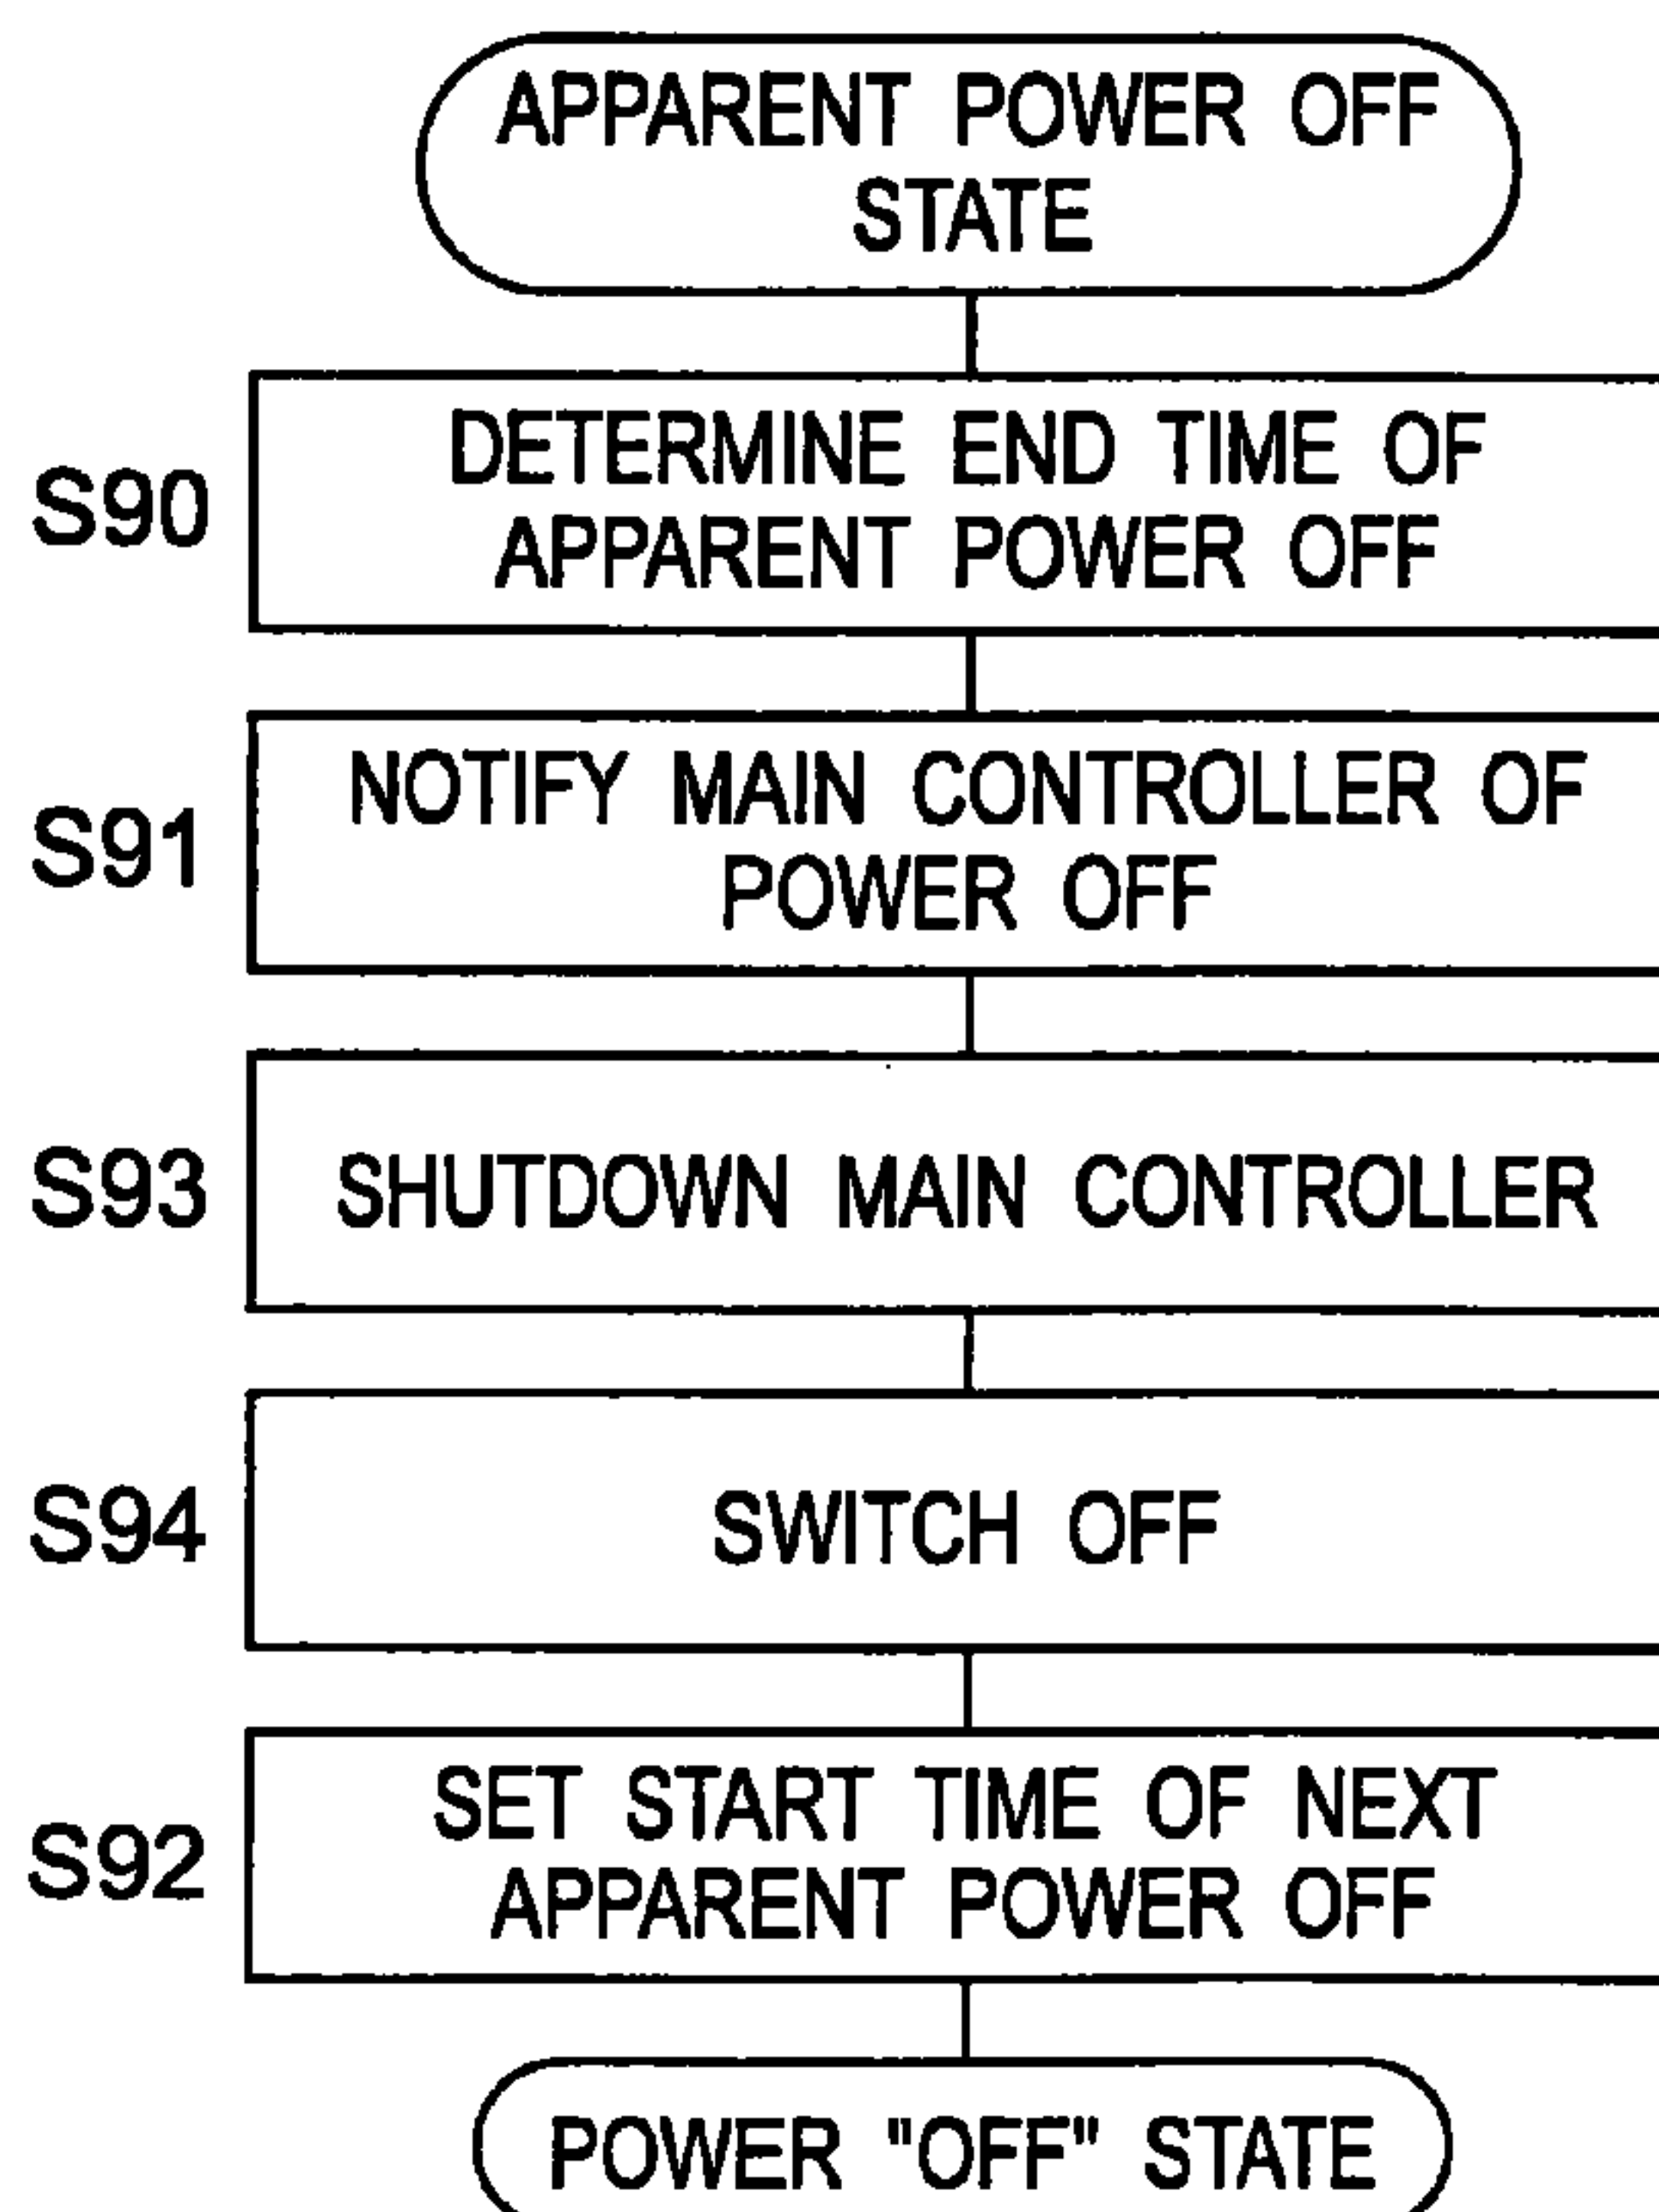 APPARENT POWER OFF
STATE
S90
DETERMINE END TIME OF
APPARENT POWER OFF
S91
NOTIFY MAIN CONTROLLER OF
POWER OFF
S93
SHUTDOWN MAIN CONTROLLER
S94
SWITCH OFF
S92
SET START TIME OF NEXT
APPARENT POWER OFF
POWER "OFF" STATE